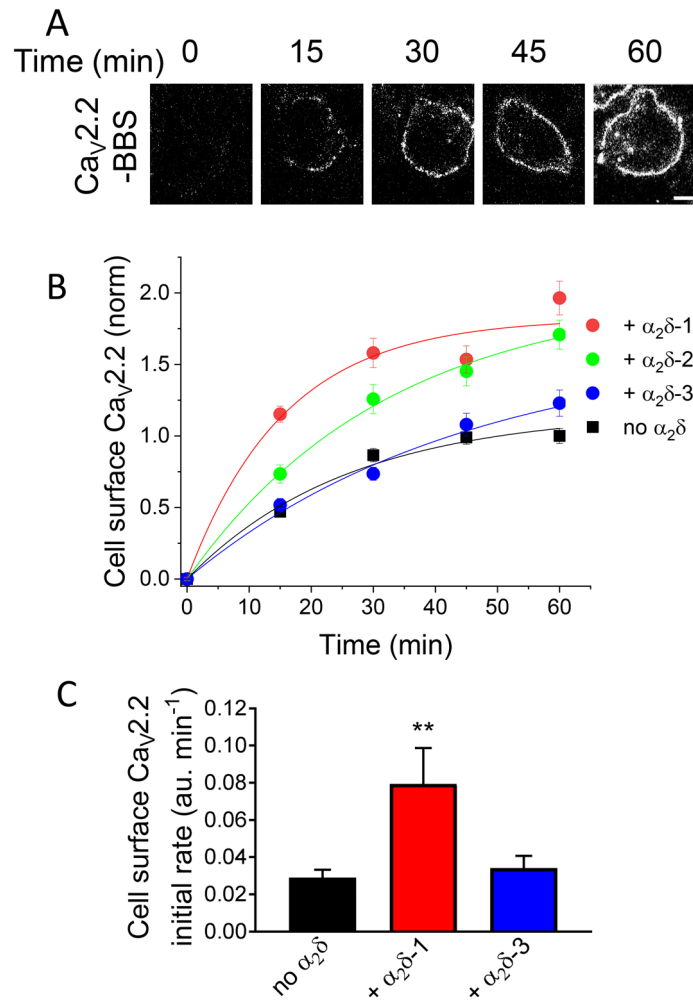 A
Time (min) 0 15 30 45 60
CaV2.2
-BBS
B
Cell surface CaV2.2 (norm)
2.0
1.5
1.0
0.5
0.0
0 10 20 30 40 50 60
Time (min)
+ α2δ-1
+ α2δ-2
+ α2δ-3
no α2δ
C
Cell surface CaV2.2
initial rate (au. min-1)
0.12
0.10
0.08
0.06
0.04
0.02
0.00
**
no α2δ
+ α2δ-1
+ α2δ-3